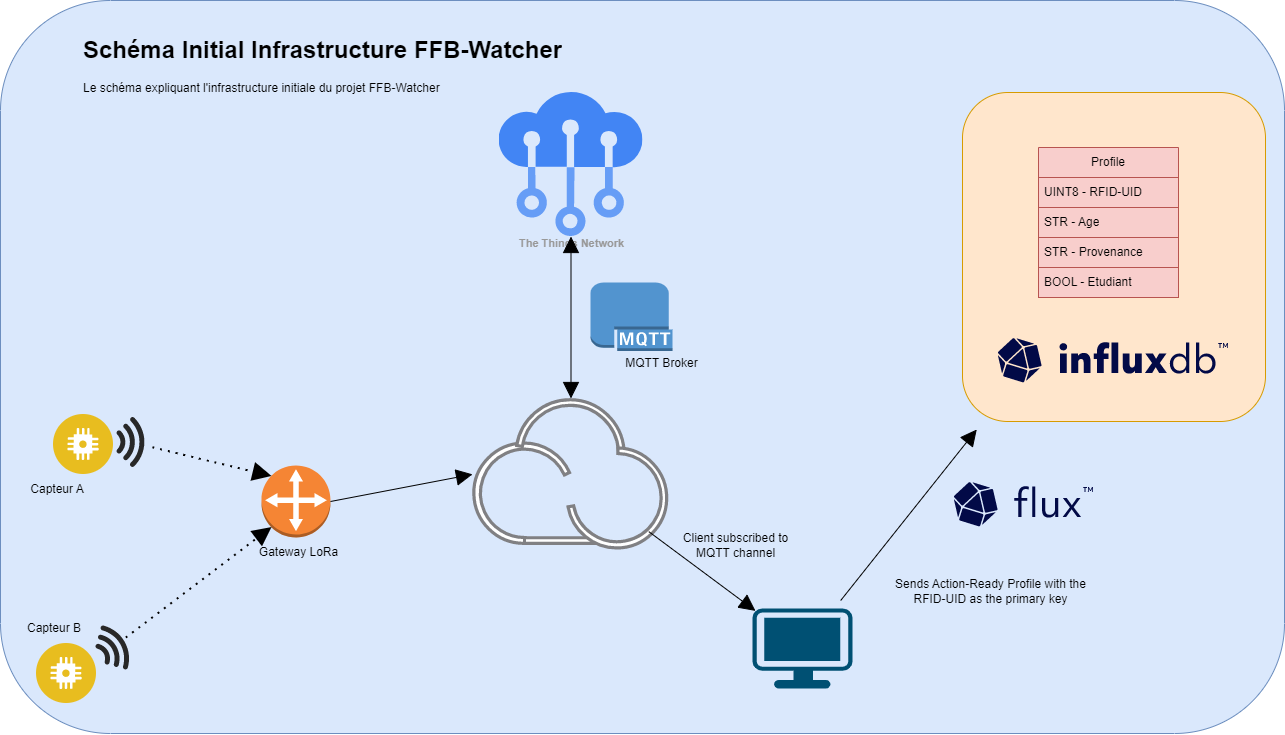 Schéma Initial Infrastructure FFB-Watcher
Le schéma expliquant l'infrastructure initiale du projet FFB-Watcher
The Things Network
MQTT
MQTT Broker
Profile
UINT8 - RFID-UID
STR - Age
STR - Provenance
BOOL - Etudiant
influxdb™
Capteur A
Gateway LoRa
Capteur B
Client subscribed to
MQTT channel
flux™
Sends Action-Ready Profile with the
RFID-UID as the primary key